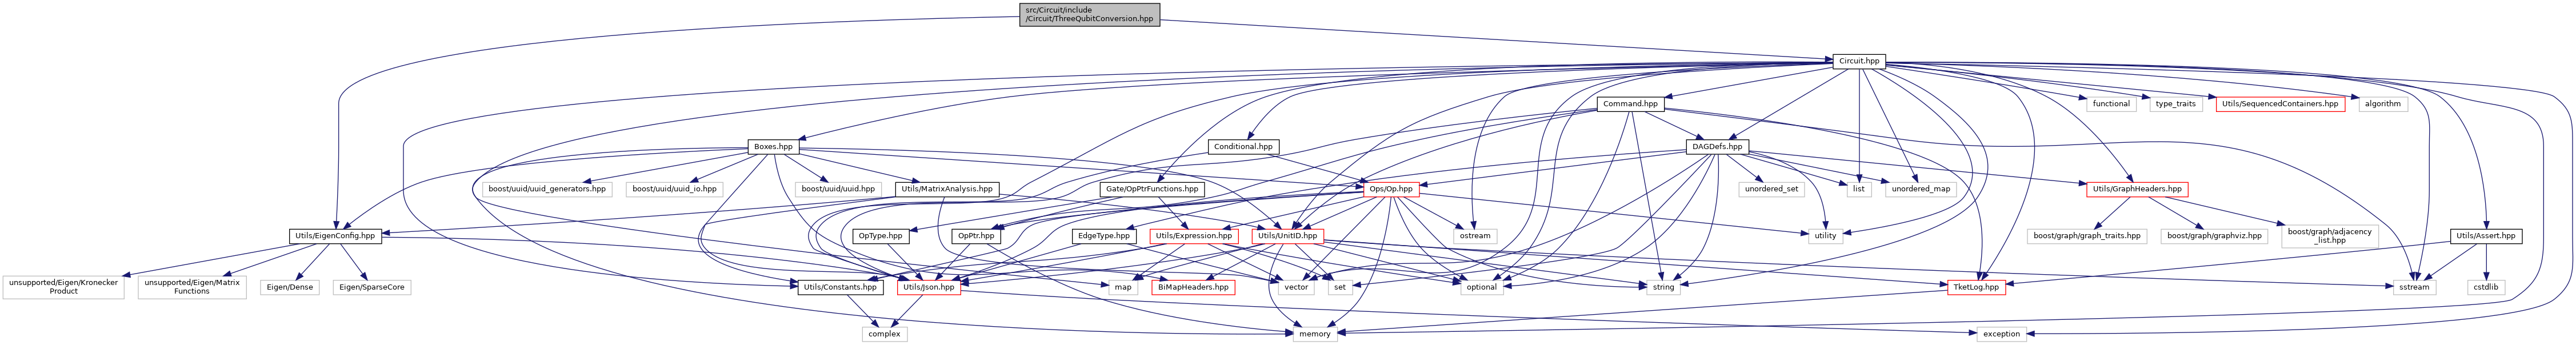 src/Circuit/include
/Circuit/ThreeQubitConversion.hpp
Circuit.hpp
Command.hpp
functional
type_traits
Utils/SequencedContainers.hpp
algorithm
Boxes.hpp
Conditional.hpp
DAGDefs.hpp
boost/uuid/uuid_generators.hpp
boost/uuid/uuid_io.hpp
boost/uuid/uuid.hpp
Utils/MatrixAnalysis.hpp
Gate/OpPtrFunctions.hpp
Ops/Op.hpp
unordered_set
list
unordered_map
Utils/GraphHeaders.hpp
Utils/EigenConfig.hpp
OpType.hpp
OpPtr.hpp
EdgeType.hpp
Utils/Expression.hpp
Utils/UnitID.hpp
ostream
utility
boost/graph/graph_traits.hpp
boost/graph/graphviz.hpp
boost/graph/adjacency
_list.hpp
Utils/Assert.hpp
unsupported/Eigen/Kronecker
Product
unsupported/Eigen/Matrix
Functions
Eigen/Dense
Eigen/SparseCore
Utils/Constants.hpp
Utils/Json.hpp
map
BiMapHeaders.hpp
vector
set
optional
string
TketLog.hpp
sstream
cstdlib
complex
memory
exception